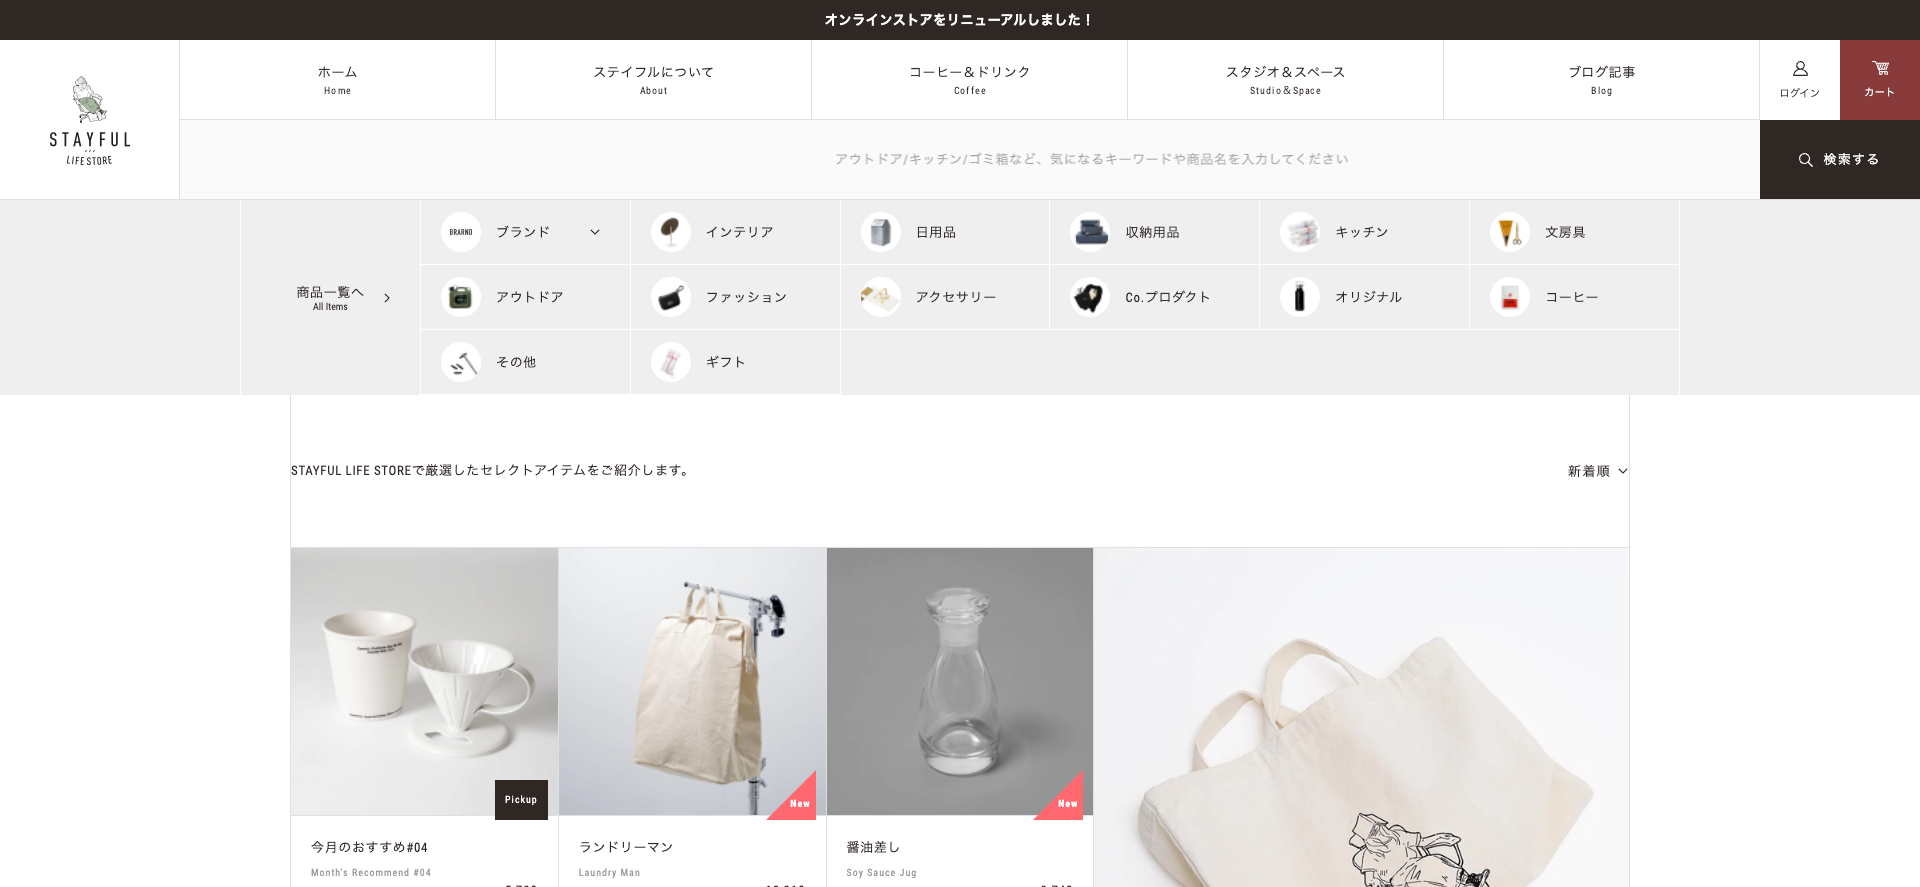 オンラインストアをリニューアルしました！
STAYFUL
LIFE STORE
ホーム
Home
ステイフルについて
About
コーヒー＆ドリンク
Coffee
スタジオ＆スペース
Studio＆Space
ブログ記事
Blog
ログイン
カート
アウトドア/キッチン/ゴミ箱など、気になるキーワードや商品名を入力してください
検索する
商品一覧へ
All Items
BRARND
ブランド
インテリア
日用品
収納用品
キッチン
文房具
アウトドア
ファッション
アクセサリー
Co.プロダクト
オリジナル
コーヒー
その他
ギフト
STAYFUL LIFE STOREで厳選したセレクトアイテムをご紹介します。
新着順
Pickup
New
New
今月のおすすめ#04
Month's Recommend #04
ランドリーマン
Laundry Man
醤油差し
Soy Sauce Jug